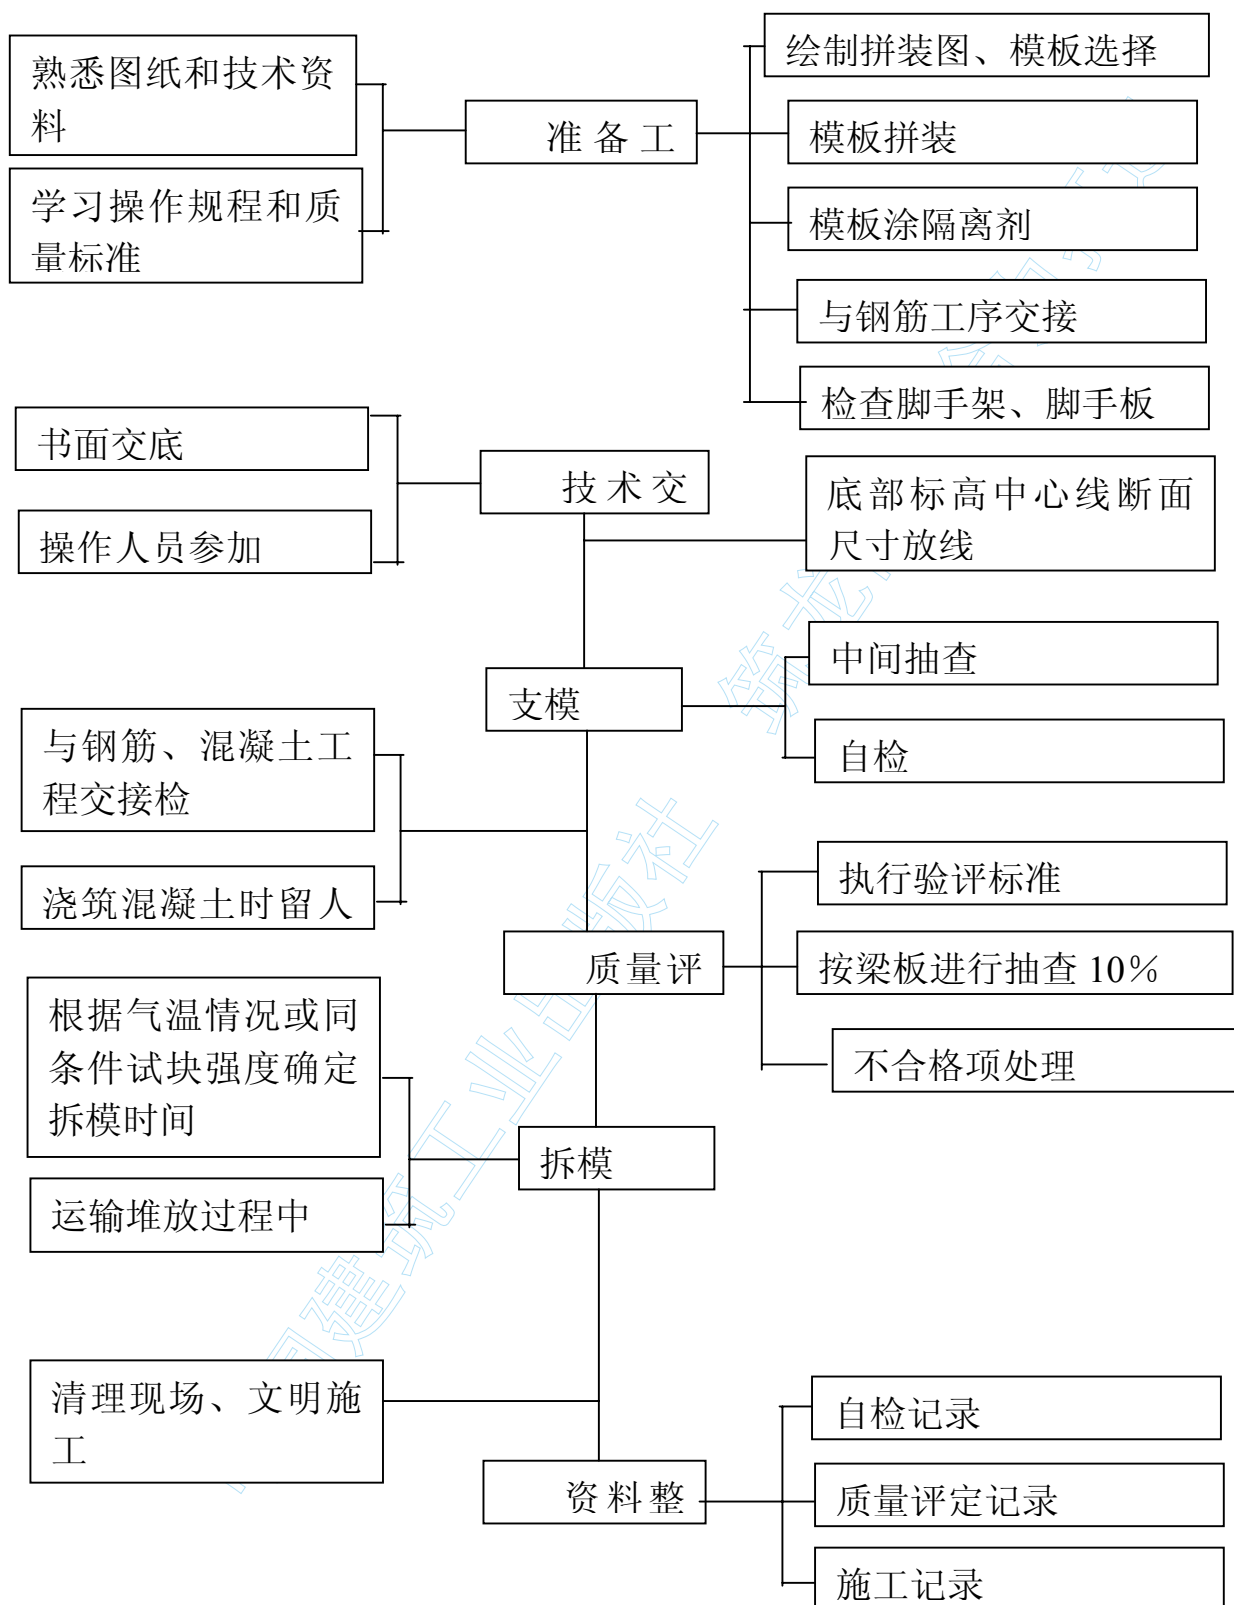 绘制拼装图、模板选择
熟悉图纸和技术资
料
准备工
模板拼装
学习操作规程和质
量标准
模板涂隔离剂
与钢筋工序交接
检查脚手架、脚手板
书面交底
技术交
底部标高中心线断面
尺寸放线
操作人员参加
中间抽查
支模
与钢筋、混凝土工
程交接检
自检
执行验评标准
浇筑混凝土时留人
质量评
按梁板进行抽查 10%
根据气温情况或同
条件试块强度确定
拆模时间
不合格项处理
拆模
运输堆放过程中
清理现场、文明施
工
自检记录
资料整
质量评定记录
施工记录
建筑工业出版社
筑龙